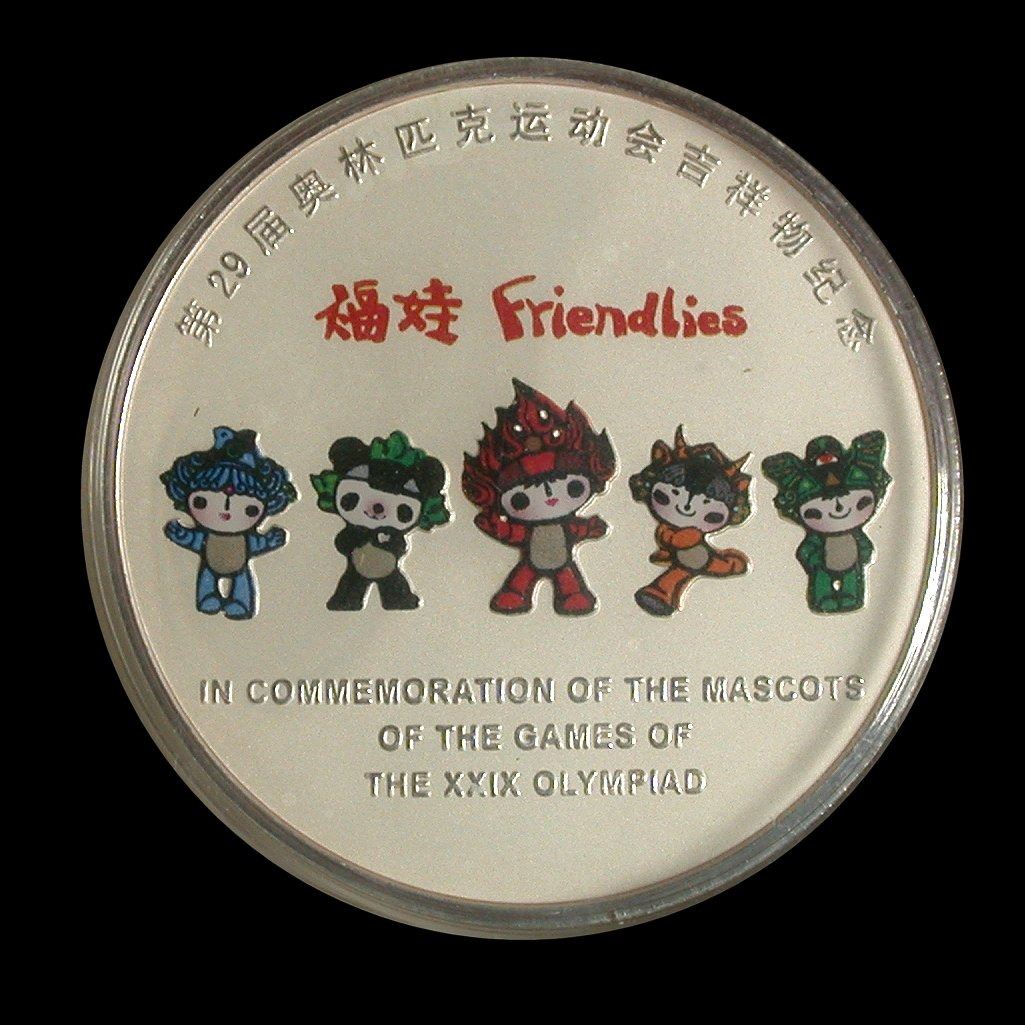 第29届奥林匹克运动会吉祥物纪念
福娃 Friendlies
IN COMMEMORATION OF THE MASCOTS
OF THE GAMES OF
THE XXIX OLYMPIAD